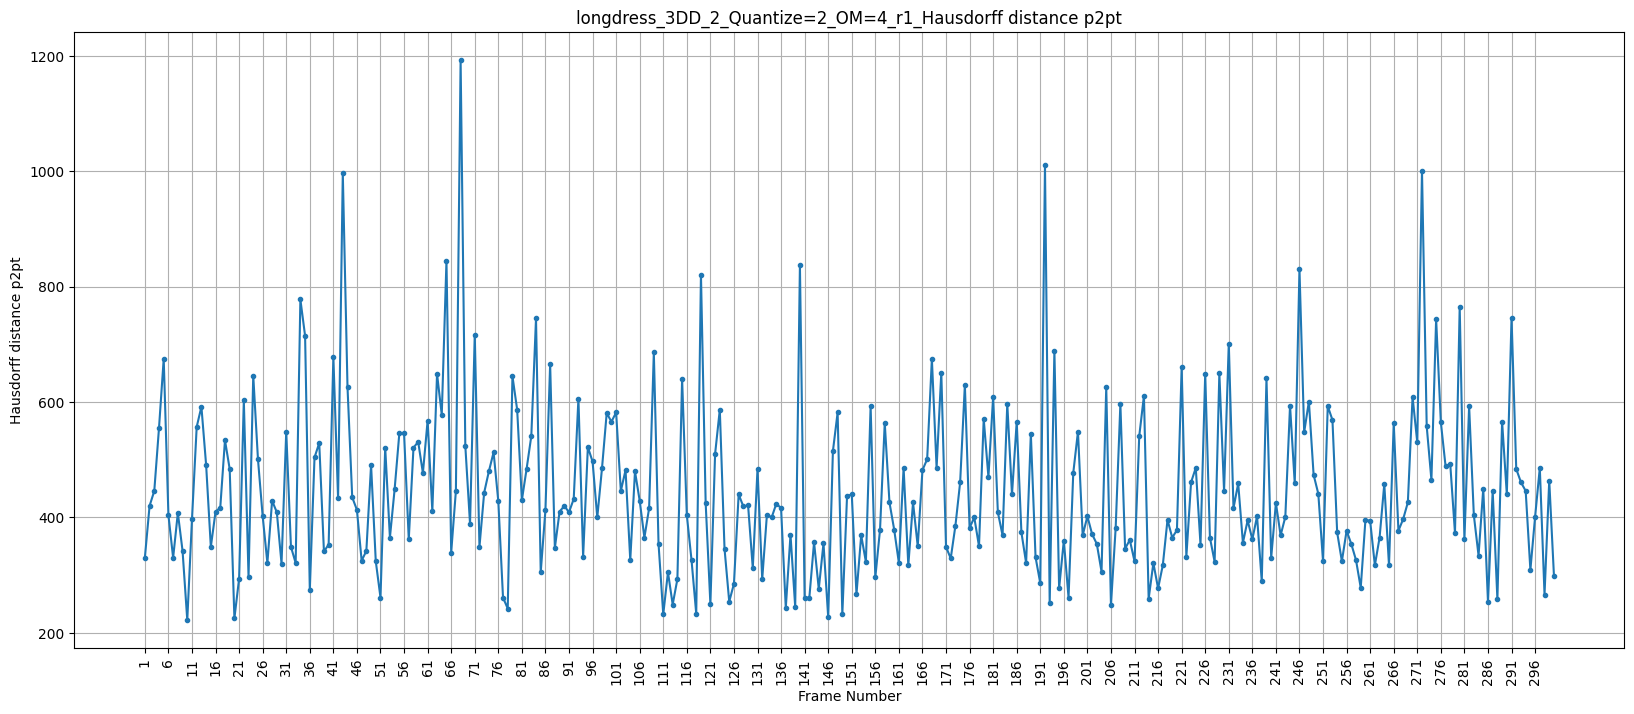 longdress_3DD_2_Quantize=2_OM=4_r1_Hausdorff distance p2pt
Hausdorff distance p2pt
1200
1000
800
600
400
200
1 6 11 16 21 26 31 36 41 46 51 56 61 66 71 76 81 86 91 96 101 106 111 116 121 126 131 136 141 146 151 156 161 166 171 176 181 186 191 196 201 206 211 216 221 226 231 236 241 246 251 256 261 266 271 276 281 286 291 296
Frame Number